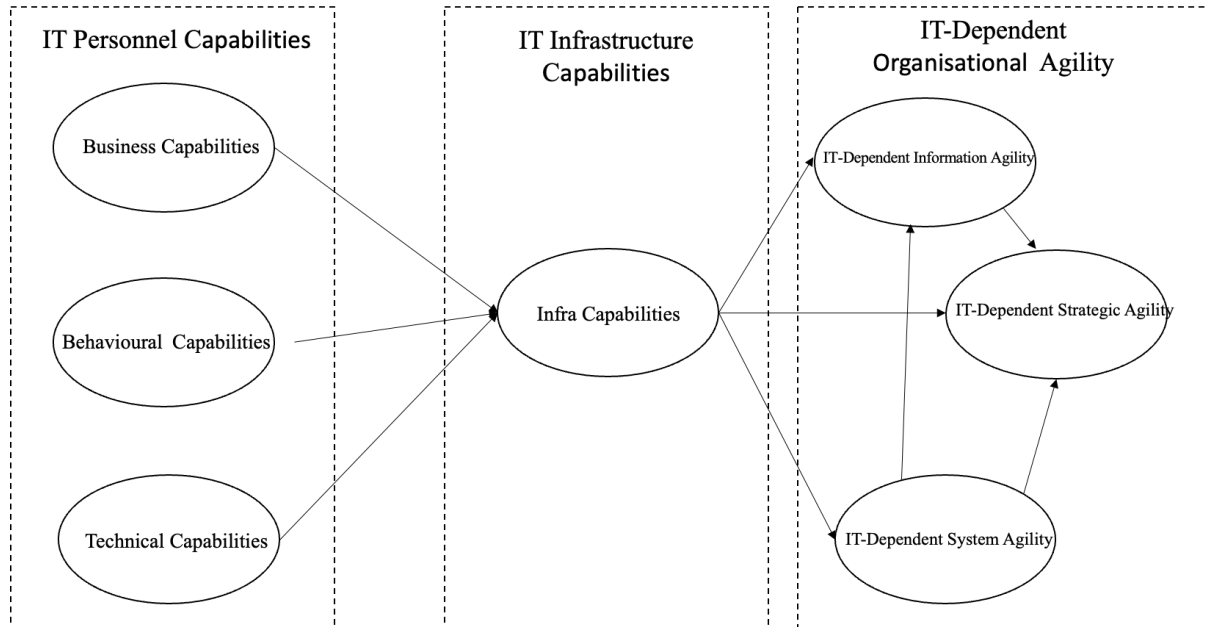 IT Personnel Capabilities
Business Capabilities
Behavioural Capabilities
Technical Capabilities
IT Infrastructure
Capabilities
Infra Capabilities
IT-Dependent
Organisational Agility
IT-Dependent Information Agility
IT-Dependent Strategic Agility
IT-Dependent System Agility